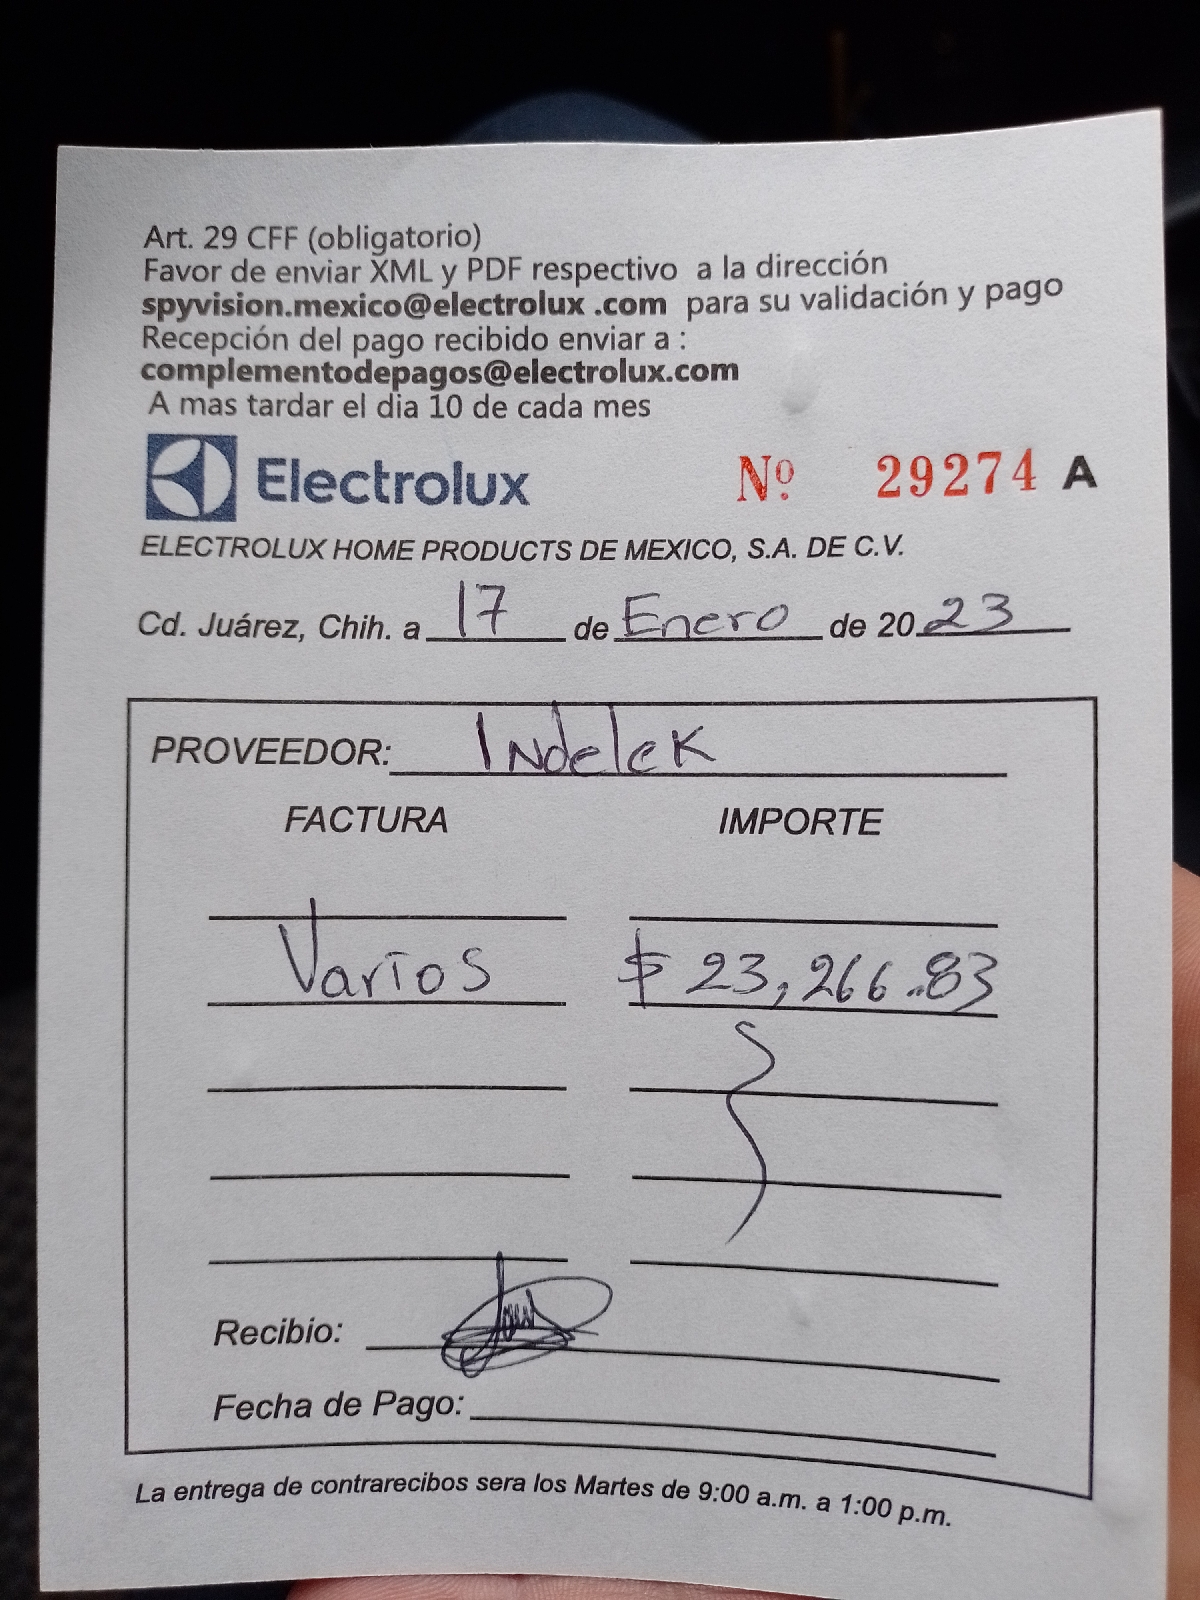 Art. 29 CFF (obligatorio)
Favor de enviar XML y PDF respectivo a la dirección
spyvision.mexico@electrolux .com para su validación y pago
Recepción del pago recibido enviar a :
complementodepagos@electrolux.com
A mas tardar el dia 10 de cada mes
Electrolux Nº 29274 A
ELECTROLUX HOME PRODUCTS DE MEXICO, S.A. DE C.V.
Cd. Juárez, Chih. a 17 de Enero de 2023
PROVEEDOR: Indelek
FACTURA IMPORTE
Varios $ 23,266.83
Recibio:
Fecha de Pago:
La entrega de contrarecibos sera los Martes de 9:00 a.m. a 1:00 p.m.